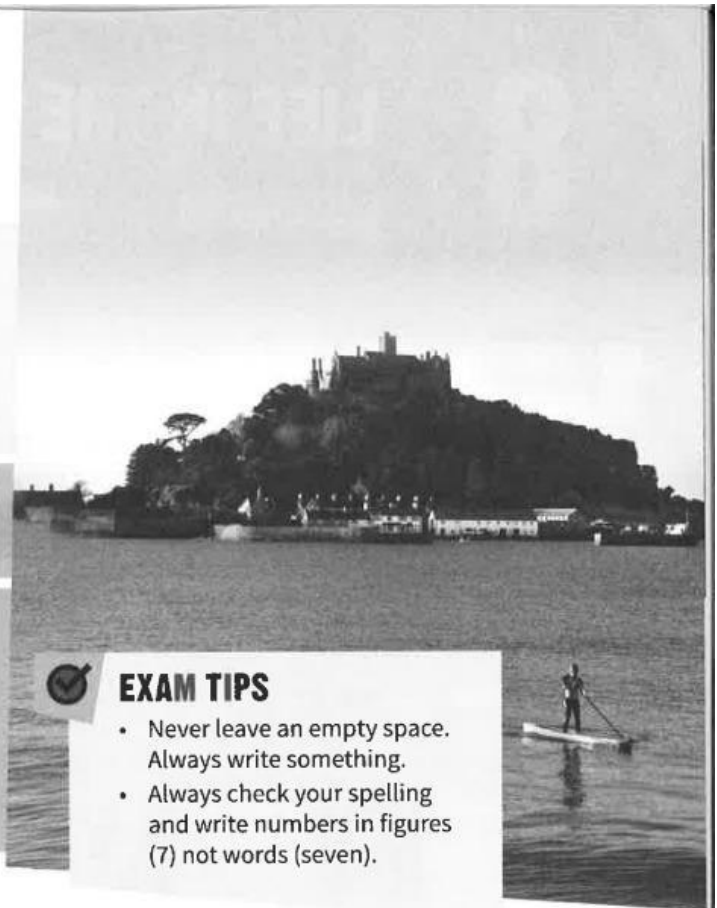 EXAM TIPS
• Never leave an empty space.
Always write something.
• Always check your spelling
and write numbers in figures
(7) not words (seven).